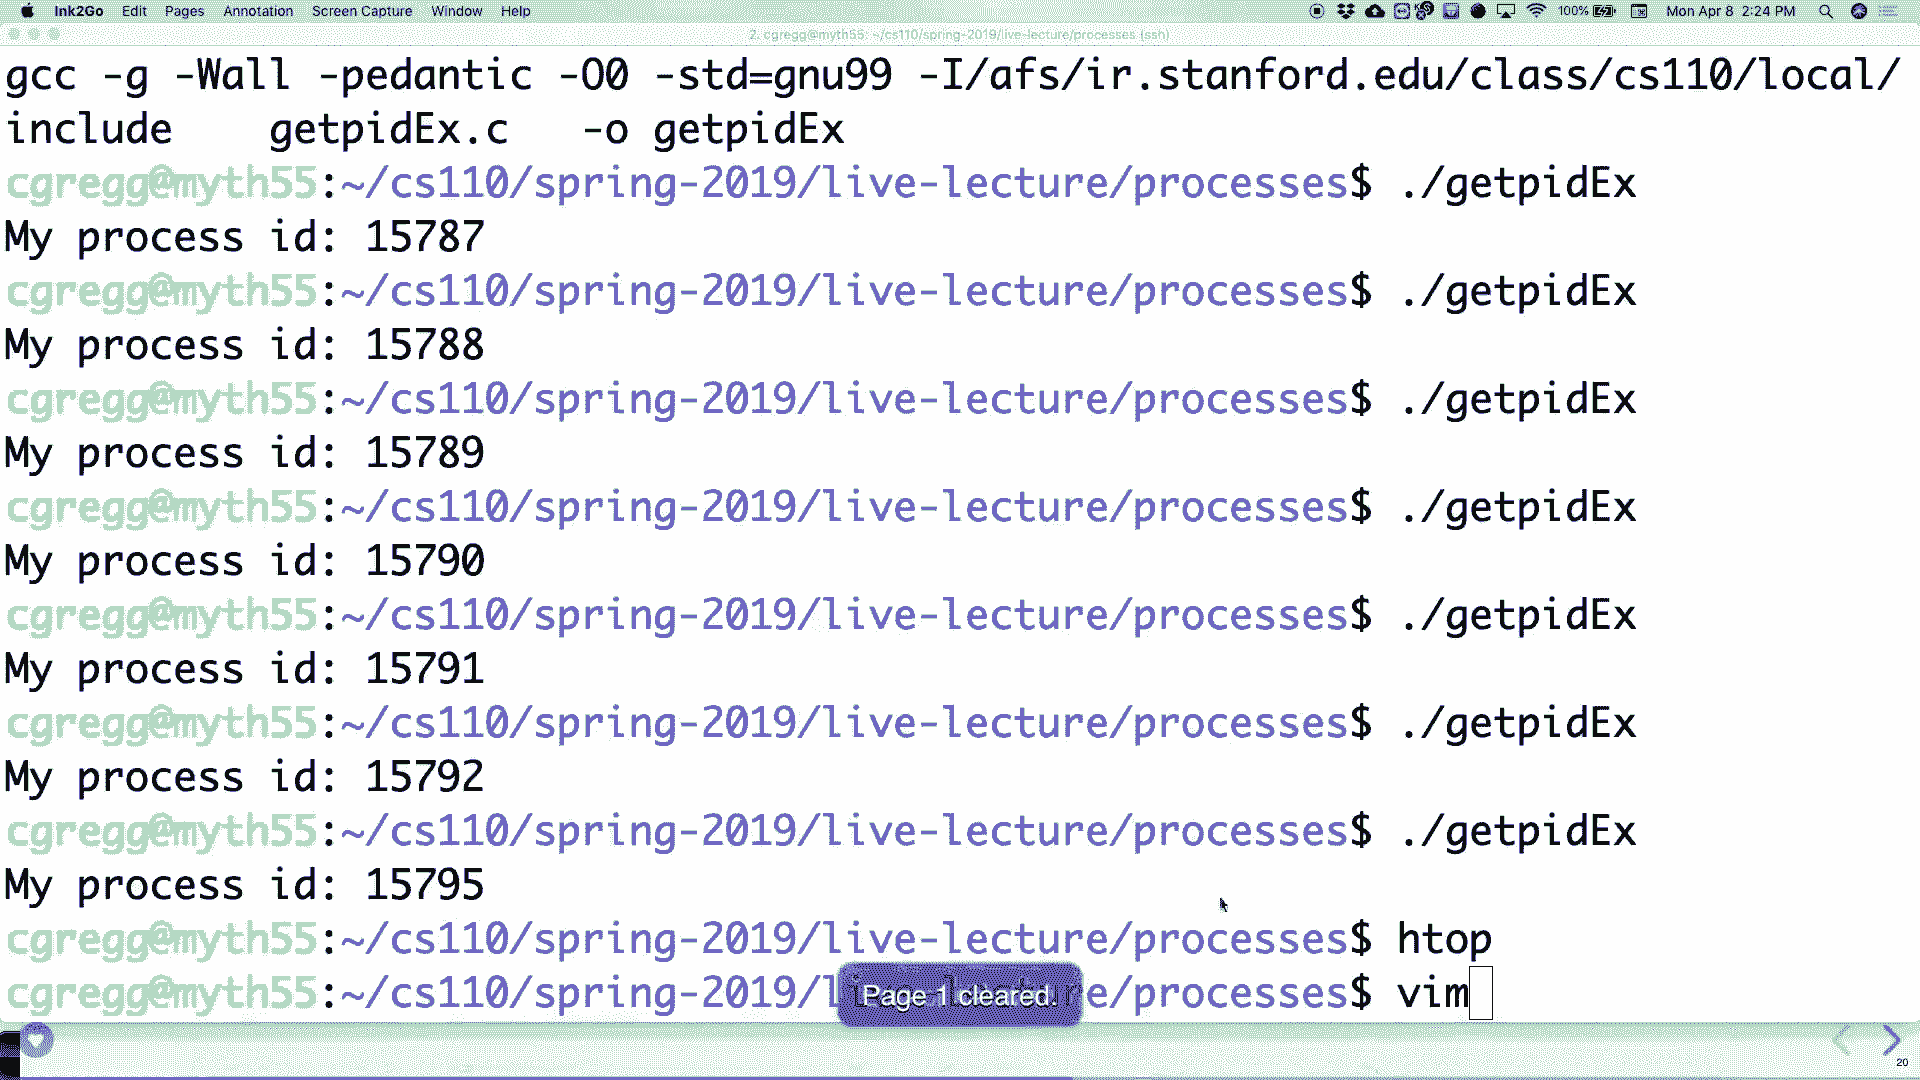 Ink2Go Edit Pages Annotation Screen Capture Window Help 100% Mon Apr 8 2:24 PM
2. cgregg@myth55: ~/cs110/spring-2019/live-lecture/processes (ssh)
gcc -g -Wall -pedantic -O0 -std=gnu99 -I/afs/ir.stanford.edu/class/cs110/local/
include    getpidEx.c   -o getpidEx
cgregg@myth55:~/cs110/spring-2019/live-lecture/processes$ ./getpidEx
My process id: 15787
cgregg@myth55:~/cs110/spring-2019/live-lecture/processes$ ./getpidEx
My process id: 15788
cgregg@myth55:~/cs110/spring-2019/live-lecture/processes$ ./getpidEx
My process id: 15789
cgregg@myth55:~/cs110/spring-2019/live-lecture/processes$ ./getpidEx
My process id: 15790
cgregg@myth55:~/cs110/spring-2019/live-lecture/processes$ ./getpidEx
My process id: 15791
cgregg@myth55:~/cs110/spring-2019/live-lecture/processes$ ./getpidEx
My process id: 15792
cgregg@myth55:~/cs110/spring-2019/live-lecture/processes$ ./getpidEx
My process id: 15795
cgregg@myth55:~/cs110/spring-2019/live-lecture/processes$ htop
cgregg@myth55:~/cs110/spring-2019/live-lecture/processes$ vim
Page 1 cleared.
20